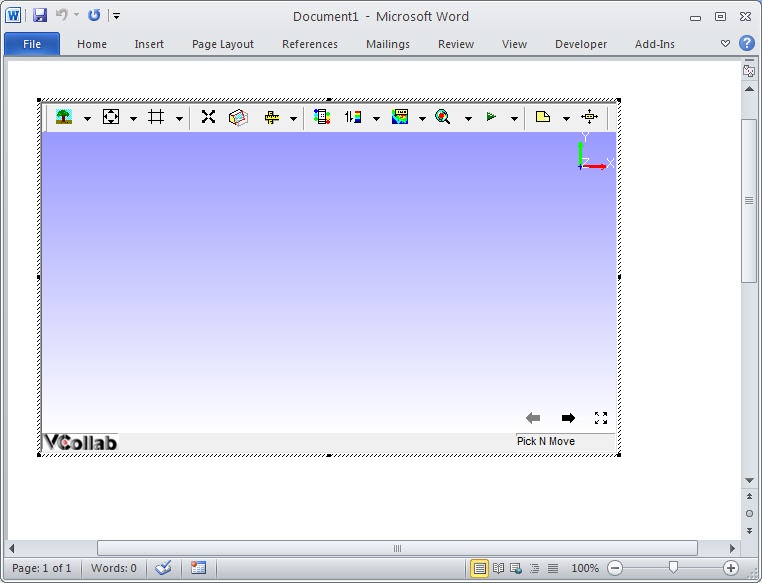 Document1 - Microsoft Word
File Home Insert Page Layout References Mailings Review View Developer Add-Ins
Y
Z X
VCollab
Pick N Move
Page: 1 of 1 Words: 0 100%